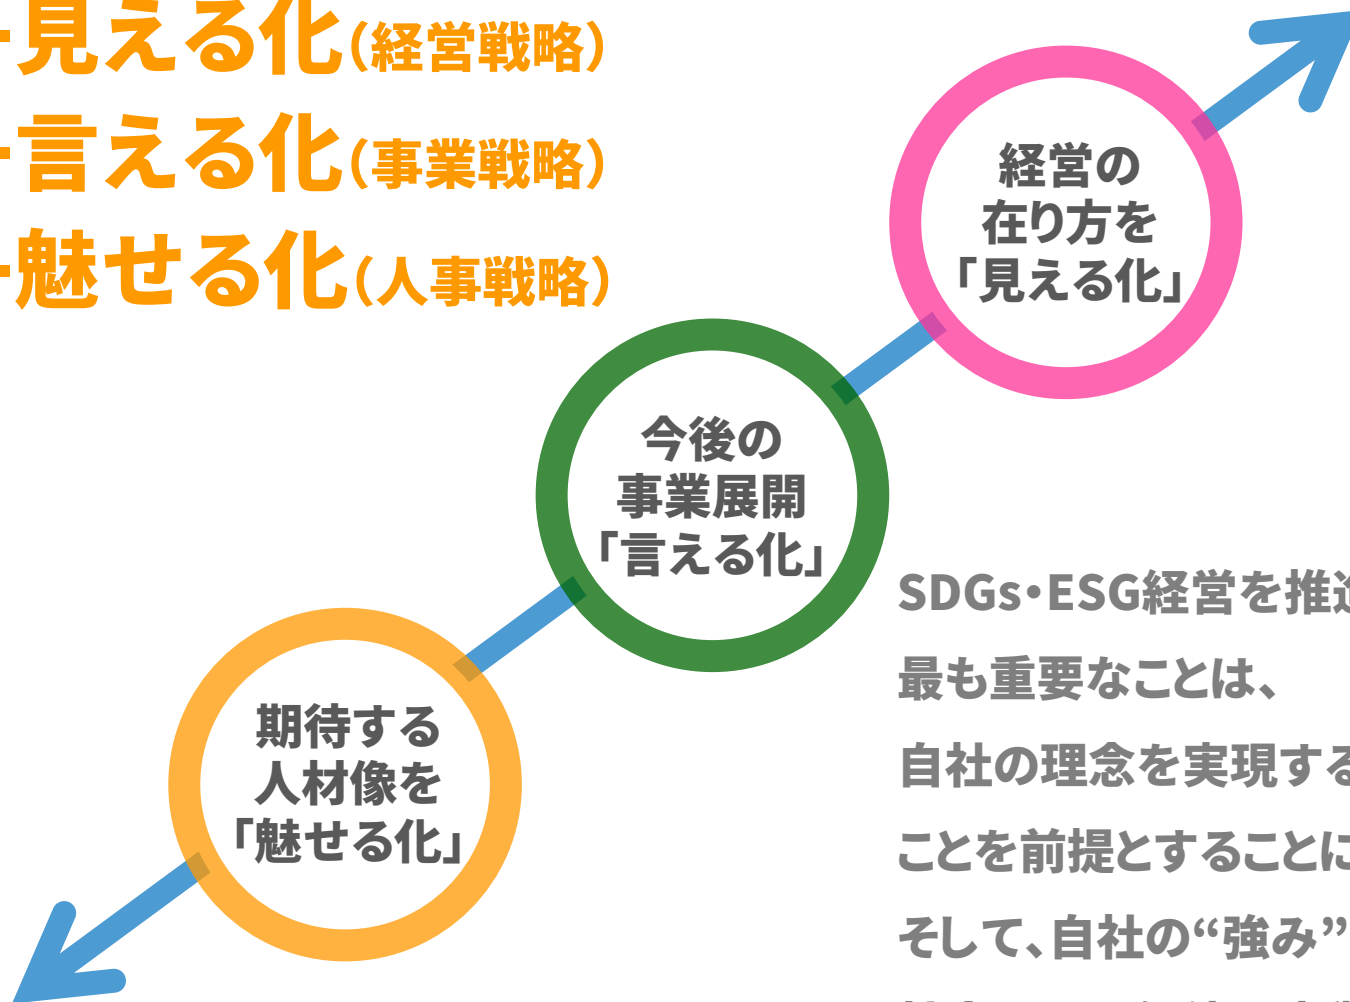 見える化(経営戦略)
言える化(事業戦略)
魅せる化(人事戦略)
経営の
在り方を
「見える化」
今後の
事業展開
「言える化」
期待する
人材像を
「魅せる化」
SDGs・ESG経営を推進
最も重要なことは、
自社の理念を実現する
ことを前提とすることに
そして、自社の“強み”